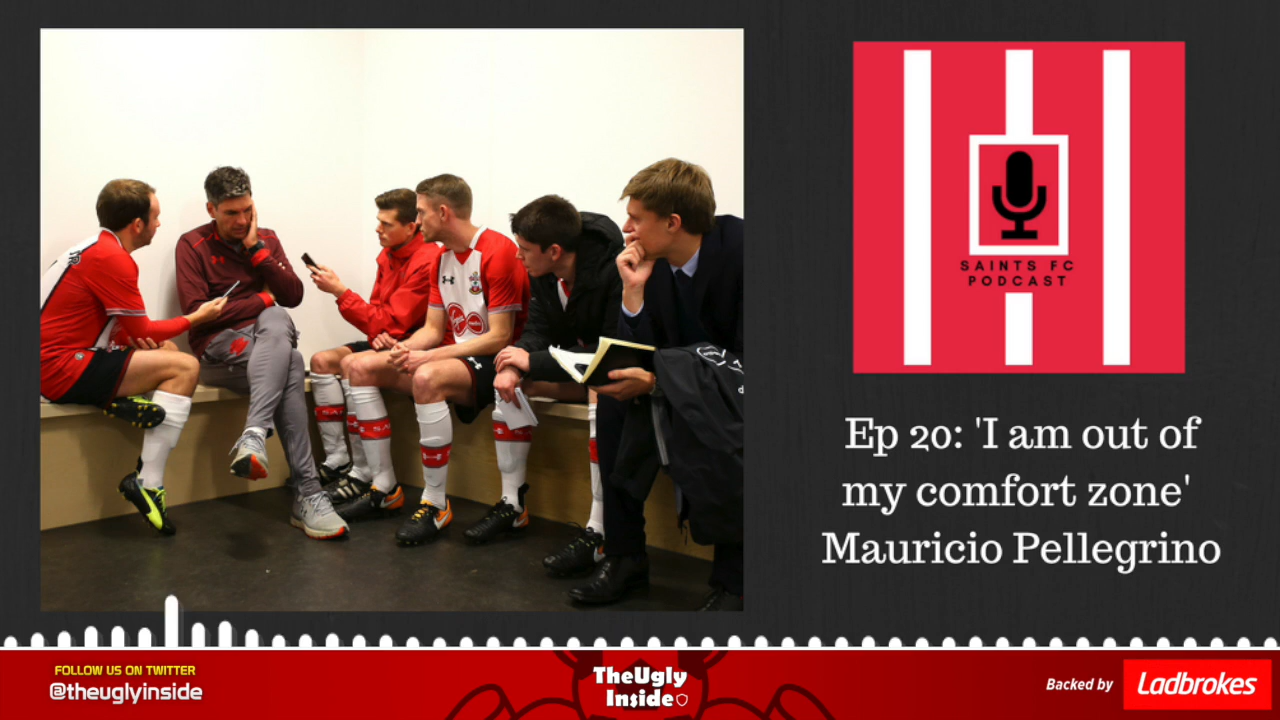 SAINTS FC
PODCAST
Ep 20: 'I am out of
my comfort zone'
Mauricio Pellegrino
FOLLOW US ON TWITTER
@theuglyinside
TheUgly
Inside
Backed by
Ladbrokes